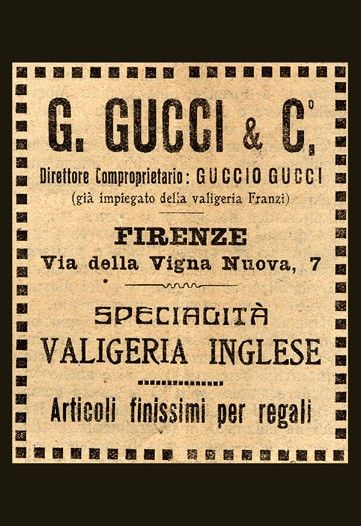 G. GUCCI & Cº.
Direttore Comproprietario: GUCCIO GUCCI
(già impiegato della valigeria Franzi)
FIRENZE
Via della Vigna Nuova, 7
SPECIALITÀ
VALIGERIA INGLESE
Articoli finissimi per regali